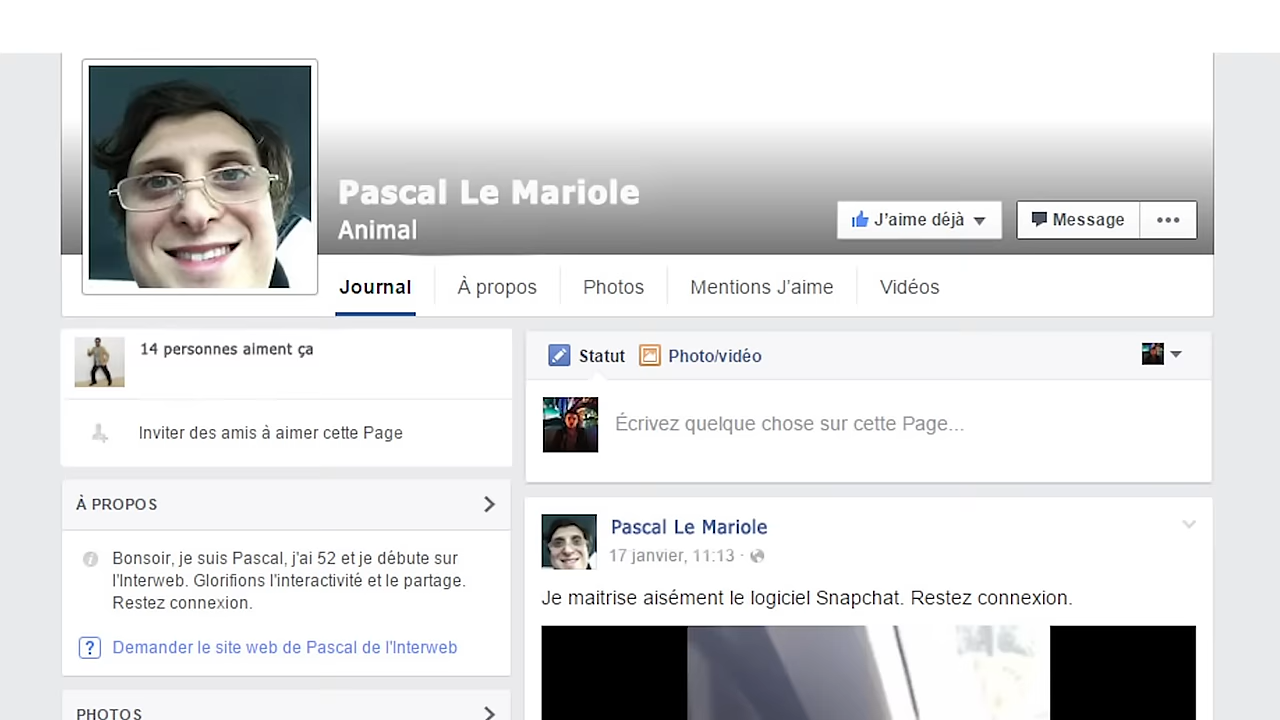 Pascal Le Mariole
Animal
J'aime déjà
Message
Journal
À propos
Photos
Mentions J'aime
Vidéos
14 personnes aiment ça
Inviter des amis à aimer cette Page
À PROPOS
Bonsoir, je suis Pascal, j'ai 52 et je débute sur
l'Interweb. Glorifions l'interactivité et le partage.
Restez connexion.
? Demander le site web de Pascal de l'Interweb
PHOTOS
Statut
Photo/vidéo
Écrivez quelque chose sur cette Page...
Pascal Le Mariole
17 janvier, 11:13 ·
Je maitrise aisément le logiciel Snapchat. Restez connexion.